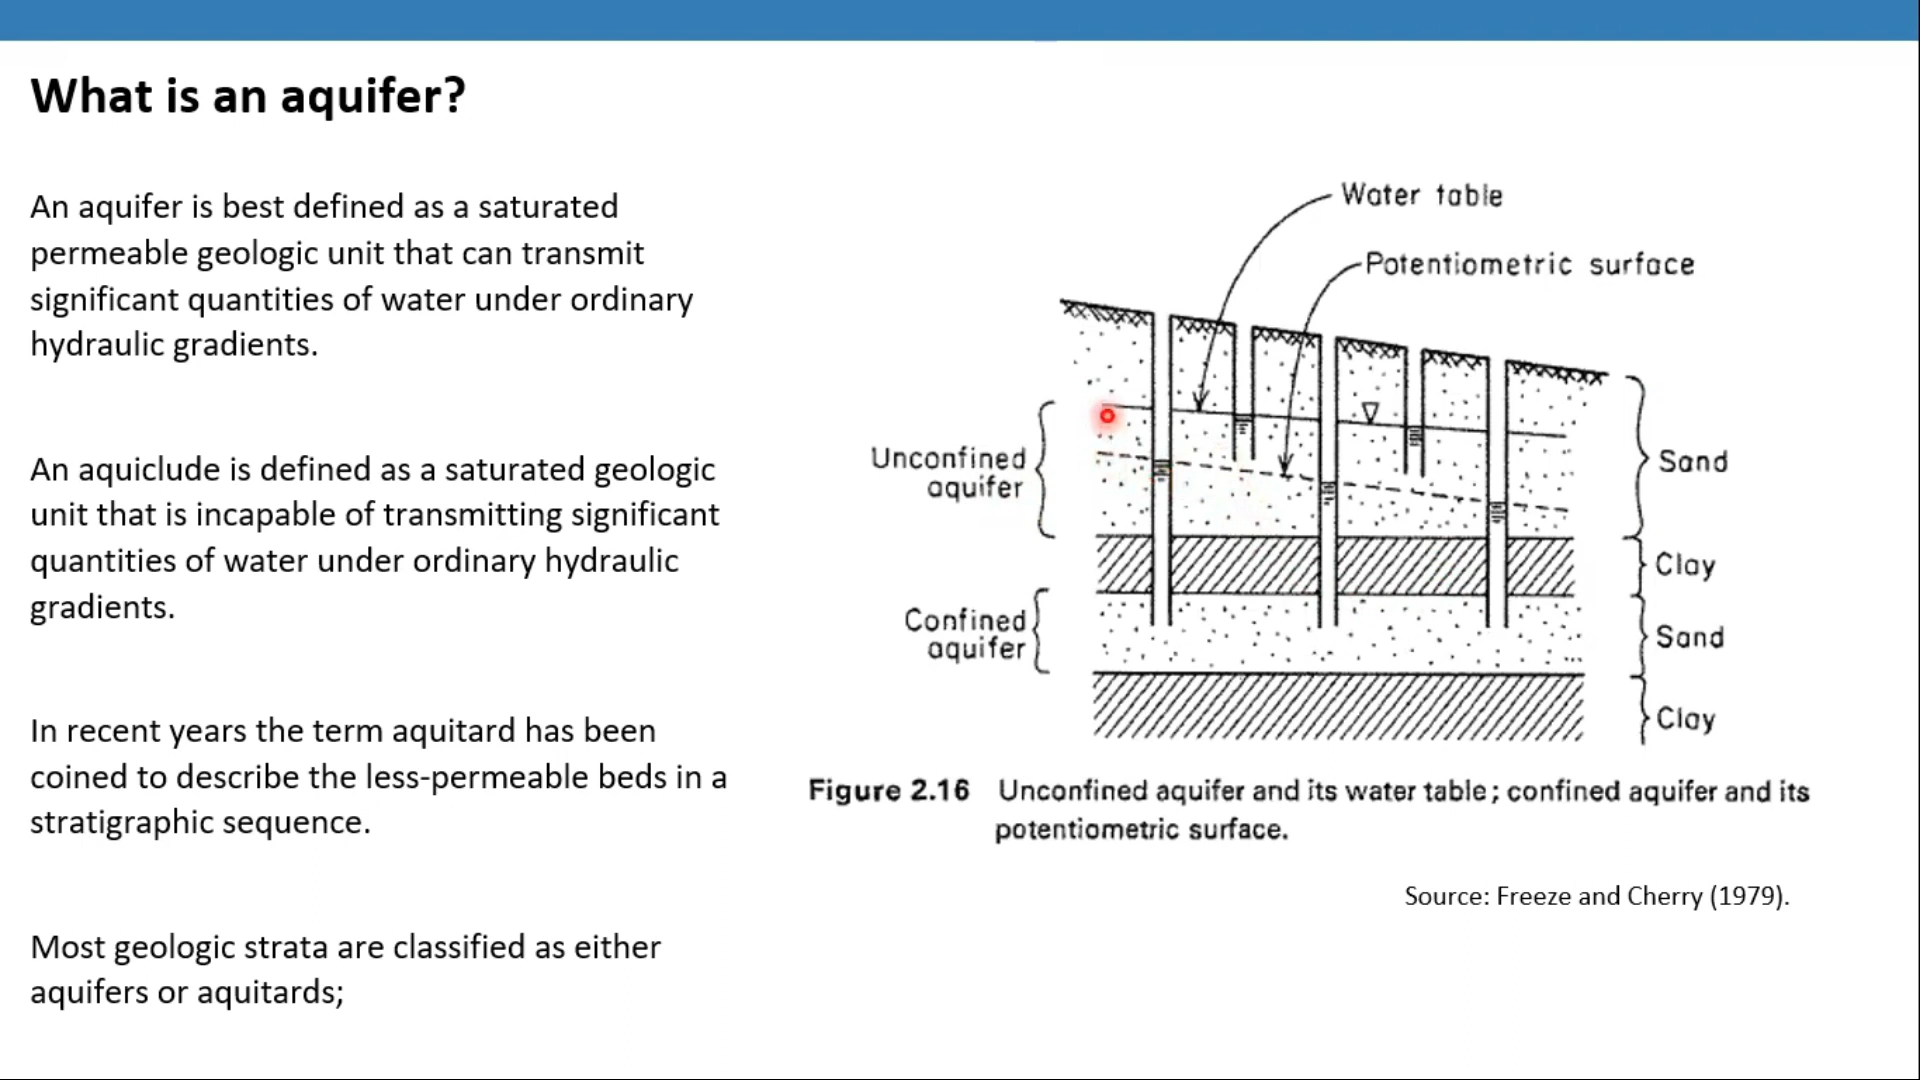 What is an aquifer?
An aquifer is best defined as a saturated
permeable geologic unit that can transmit
significant quantities of water under ordinary
hydraulic gradients.
An aquiclude is defined as a saturated geologic
unit that is incapable of transmitting significant
quantities of water under ordinary hydraulic
gradients.
In recent years the term aquitard has been
coined to describe the less-permeable beds in a
stratigraphic sequence.
Most geologic strata are classified as either
aquifers or aquitards;
Water table
Potentiometric surface
Unconfined
aquifer
Confined
aquifer
Sand
Clay
Sand
Clay
Figure 2.16 Unconfined aquifer and its water table; confined aquifer and its
potentiometric surface.
Source: Freeze and Cherry (1979).